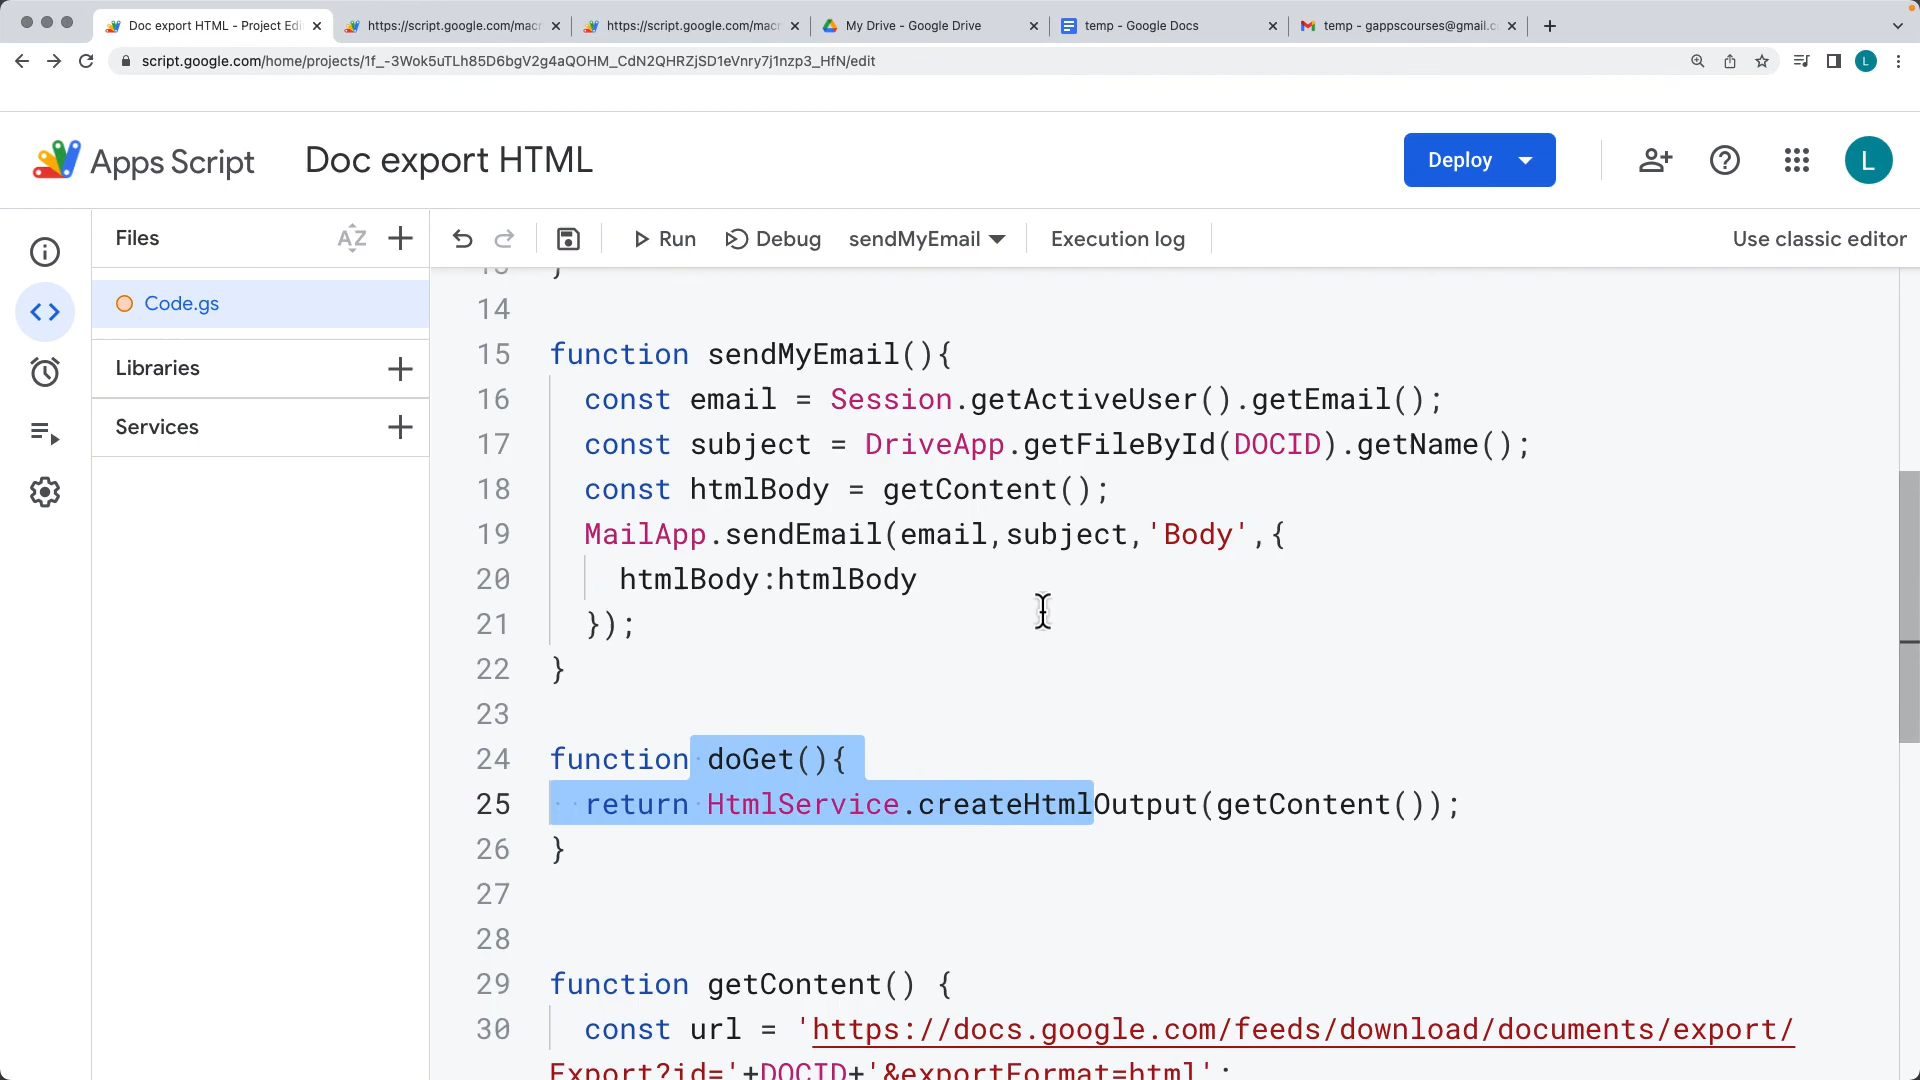 Doc export HTML - Project Edi
https://script.google.com/macr
https://script.google.com/macr
My Drive - Google Drive
temp - Google Docs
temp - gappscourses@gmail.c
script.google.com/home/projects/1f_-3Wok5uTLh85D6bgV2g4aQOHM_CdN2QHRZjSD1eVnry7j1nzp3_HfN/edit
L
Apps Script
Doc export HTML
Deploy
L
Files
AZ
Run
Debug
sendMyEmail
Execution log
Use classic editor
Code.gs
Libraries
Services
13 }
14
15 function sendMyEmail(){
16 const email = Session.getActiveUser().getEmail();
17 const subject = DriveApp.getFileById(DOCID).getName();
18 const htmlBody = getContent();
19 MailApp.sendEmail(email,subject,'Body',{
20 htmlBody:htmlBody
21 });
22 }
23
24 function doGet(){
25 return HtmlService.createHtmlOutput(getContent());
26 }
27
28
29 function getContent() {
30 const url = 'https://docs.google.com/feeds/download/documents/export/
Export?id='+DOCID+'&exportFormat=html';